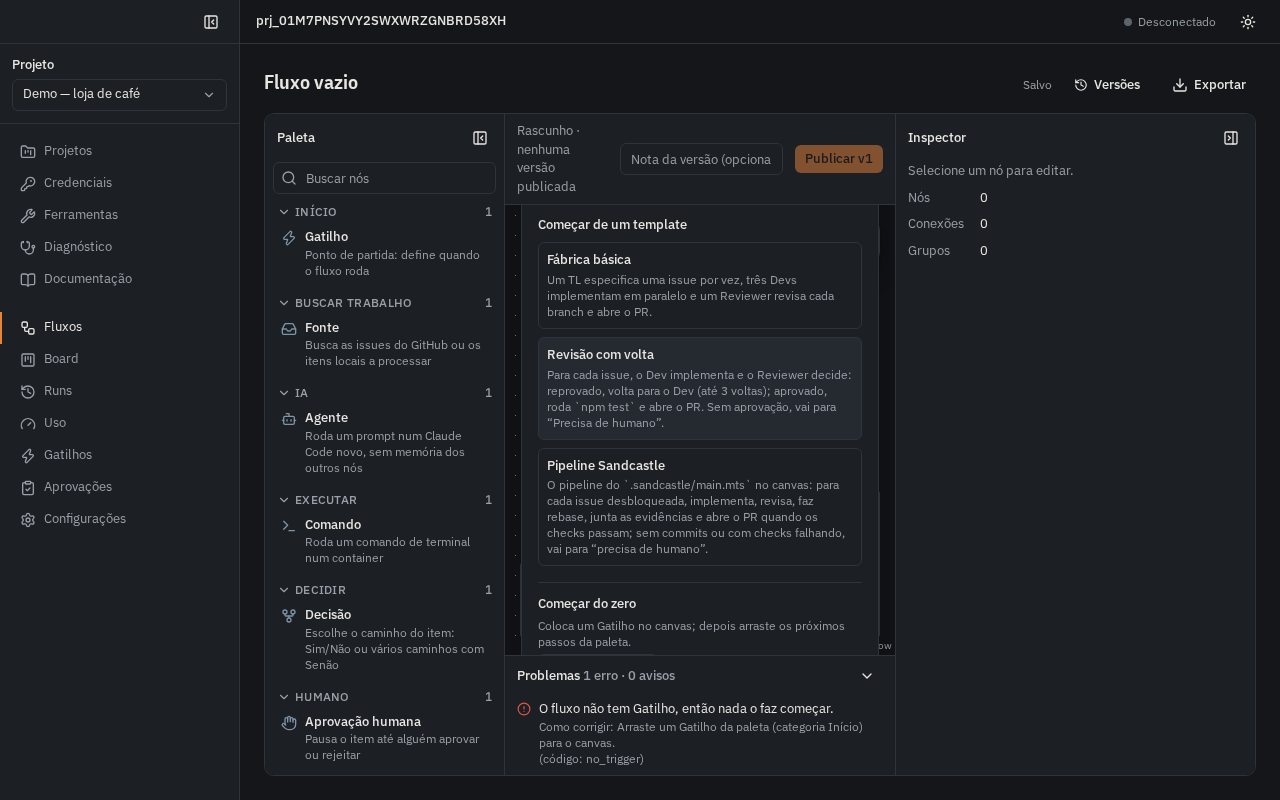 prj_01M7PNSYVY2SWXWRZGNBRD58XH
Desconectado
Projeto
Demo — loja de café
Projetos
Credenciais
Ferramentas
Diagnóstico
Documentação
Fluxos
Board
Runs
Uso
Gatilhos
Aprovações
Configurações
Fluxo vazio
Salvo
Versões
Exportar
Paleta
Buscar nós
INÍCIO 1
Gatilho
Ponto de partida: define quando
o fluxo roda
BUSCAR TRABALHO 1
Fonte
Busca as issues do GitHub ou os
itens locais a processar
IA 1
Agente
Roda um prompt num Claude
Code novo, sem memória dos
outros nós
EXECUTAR 1
Comando
Roda um comando de terminal
num container
DECIDIR 1
Decisão
Escolhe o caminho do item:
Sim/Não ou vários caminhos com
Senão
HUMANO 1
Aprovação humana
Pausa o item até alguém aprovar
ou rejeitar
Rascunho ·
nenhuma
versão
publicada
Nota da versão (opciona
Publicar v1
Começar de um template
Fábrica básica
Um TL especifica uma issue por vez, três Devs
implementam em paralelo e um Reviewer revisa cada
branch e abre o PR.
Revisão com volta
Para cada issue, o Dev implementa e o Reviewer decide:
reprovado, volta para o Dev (até 3 voltas); aprovado,
roda `npm test` e abre o PR. Sem aprovação, vai para
“Precisa de humano”.
Pipeline Sandcastle
O pipeline do `.sandcastle/main.mts` no canvas: para
cada issue desbloqueada, implementa, revisa, faz
rebase, junta as evidências e abre o PR quando os
checks passam; sem commits ou com checks falhando,
vai para “precisa de humano”.
Começar do zero
Coloca um Gatilho no canvas; depois arraste os próximos
passos da paleta.
ow
Problemas 1 erro · 0 avisos
O fluxo não tem Gatilho, então nada o faz começar.
Como corrigir: Arraste um Gatilho da paleta (categoria Início)
para o canvas.
(código: no_trigger)
Inspector
Selecione um nó para editar.
Nós 0
Conexões 0
Grupos 0